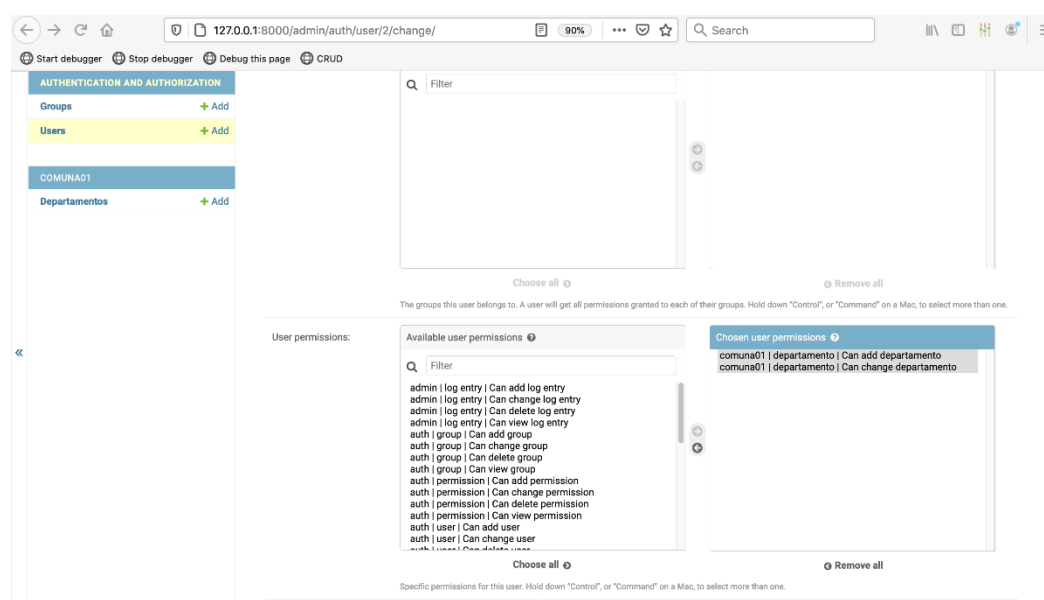 127.0.0.1:8000/admin/auth/user/2/change/ 90% Search
Start debugger Stop debugger Debug this page CRUD
AUTHENTICATION AND AUTHORIZATION
Groups + Add
Users + Add
COMUNA01
Departamentos + Add
Filter
Choose all Remove all
The groups this user belongs to. A user will get all permissions granted to each of their groups. Hold down “Control”, or “Command” on a Mac, to select more than one.
User permissions:
Available user permissions
Filter
admin | log entry | Can add log entry
admin | log entry | Can change log entry
admin | log entry | Can delete log entry
admin | log entry | Can view log entry
auth | group | Can add group
auth | group | Can change group
auth | group | Can delete group
auth | group | Can view group
auth | permission | Can add permission
auth | permission | Can change permission
auth | permission | Can delete permission
auth | permission | Can view permission
auth | user | Can add user
auth | user | Can change user
auth | user | Can delete user
Choose all
Chosen user permissions
comuna01 | departamento | Can add departamento
comuna01 | departamento | Can change departamento
Remove all
Specific permissions for this user. Hold down “Control”, or “Command” on a Mac, to select more than one.